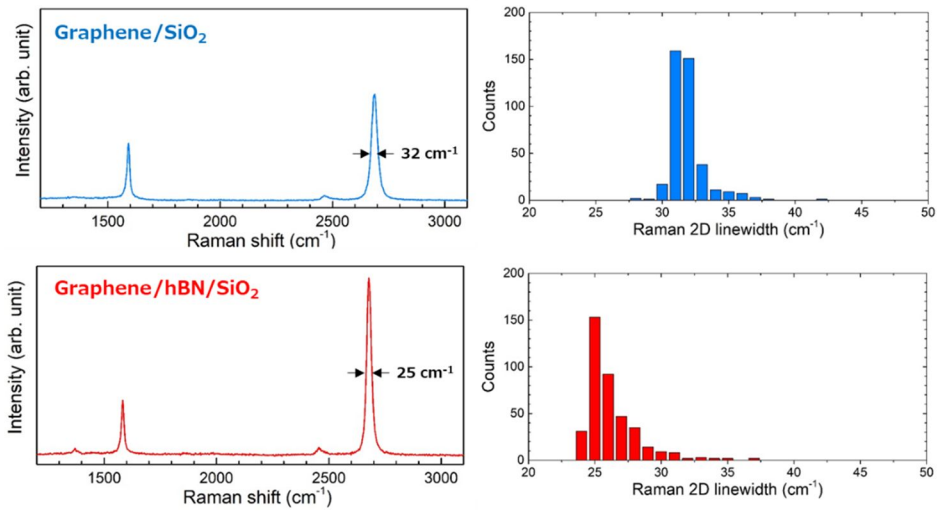 Graphene/SiO2
Intensity (arb. unit)
32 cm-1
1500 2000 2500 3000
Raman shift (cm-1)
200
150
100
50
0
Counts
20 25 30 35 40 45 50
Raman 2D linewidth (cm-1)
Graphene/hBN/SiO2
Intensity (arb. unit)
25 cm-1
1500 2000 2500 3000
Raman shift (cm-1)
200
150
100
50
0
Counts
20 25 30 35 40 45 50
Raman 2D linewidth (cm-1)